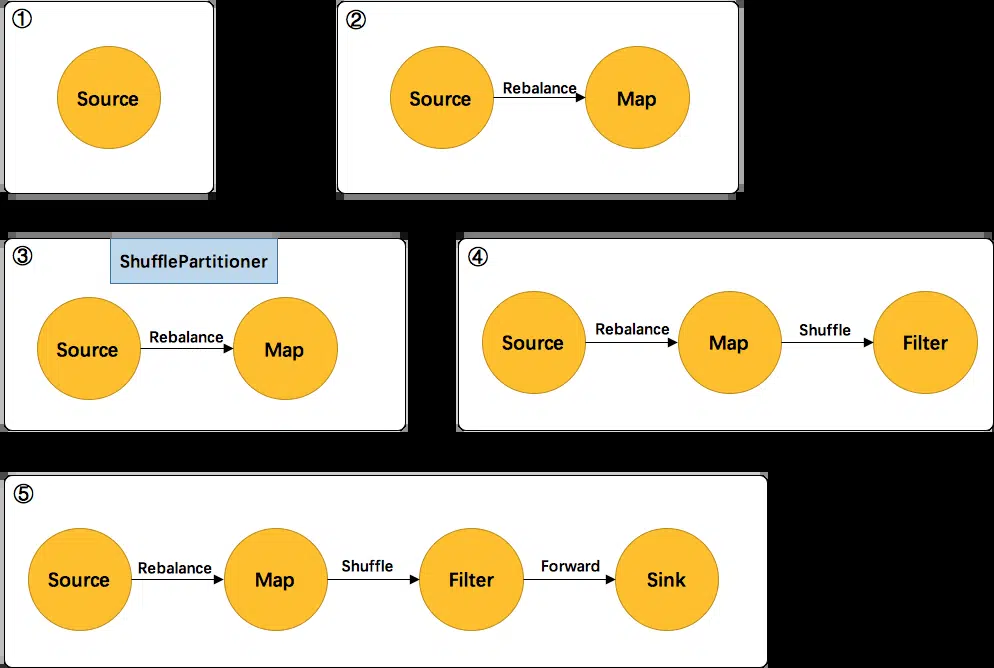 ①
Source
②
Source
Rebalance
Map
③
ShufflePartitioner
Source
Rebalance
Map
④
Source
Rebalance
Map
Shuffle
Filter
⑤
Source
Rebalance
Map
Shuffle
Filter
Forward
Sink